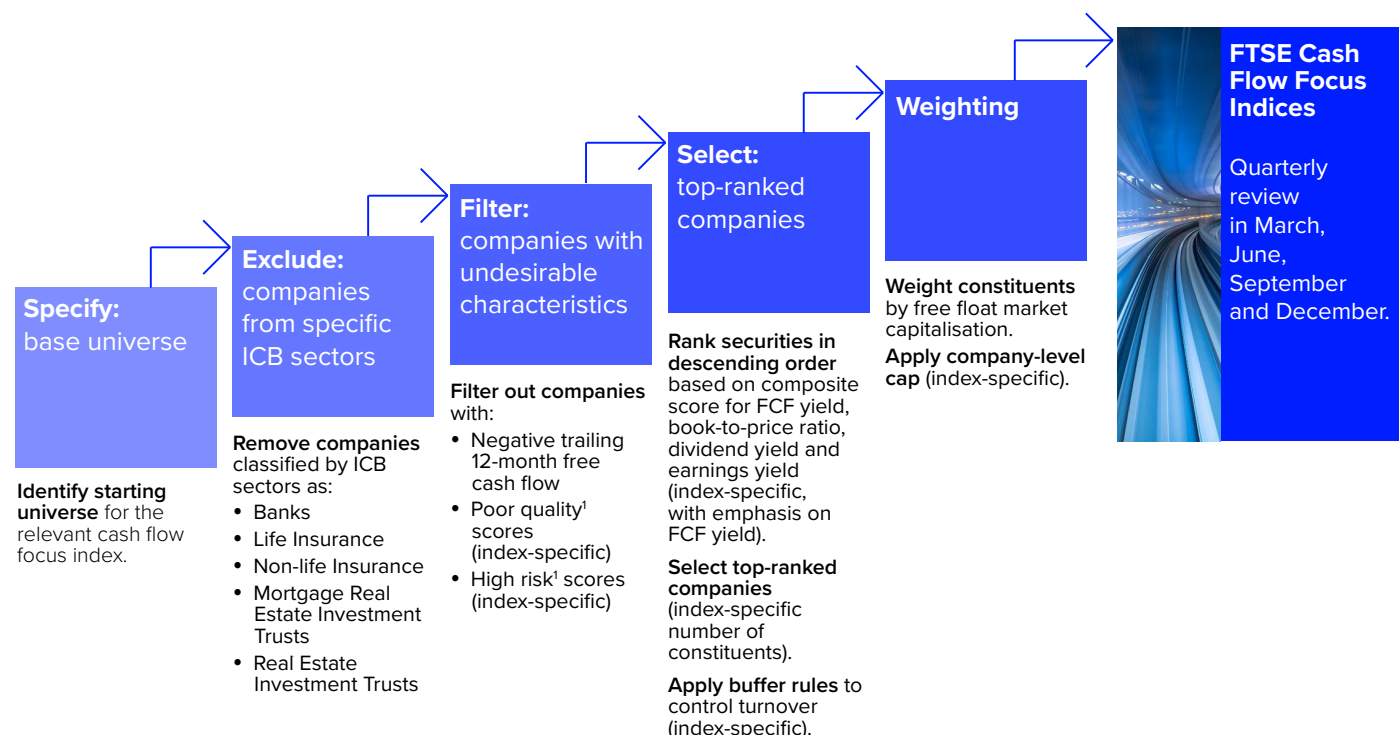 Specify:
base universe
Identify starting
universe for the
relevant cash flow
focus index.
Exclude:
companies
from specific
ICB sectors
Remove companies
classified by ICB
sectors as:
• Banks
• Life Insurance
• Non-life Insurance
• Mortgage Real
Estate Investment
Trusts
• Real Estate
Investment Trusts
Filter:
companies with
undesirable
characteristics
Filter out companies
with:
• Negative trailing
12-month free
cash flow
• Poor quality¹
scores
(index-specific)
• High risk¹ scores
(index-specific)
Select:
top-ranked
companies
Rank securities in
descending order
based on composite
score for FCF yield,
book-to-price ratio,
dividend yield and
earnings yield
(index-specific,
with emphasis on
FCF yield).
Select top-ranked
companies
(index-specific
number of
constituents).
Apply buffer rules to
control turnover
(index-specific).
Weighting
Weight constituents
by free float market
capitalisation.
Apply company-level
cap (index-specific).
FTSE Cash
Flow Focus
Indices
Quarterly
review
in March,
June,
September
and December.